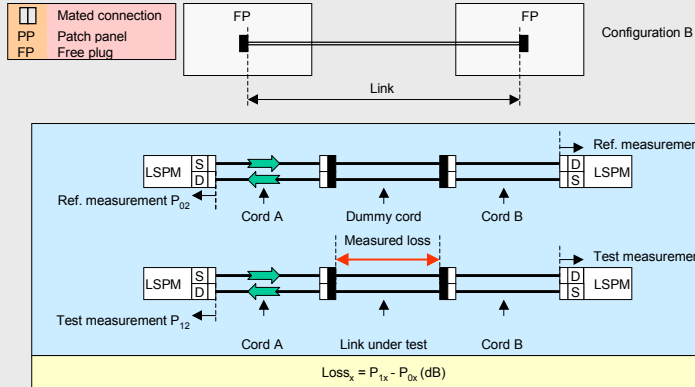 Mated connection
PP Patch panel
FP Free plug
FP FP
Configuration B
Link
Ref. measuremen
LSPM S D
D S LSPM
Ref. measurement P02
Cord A Dummy cord Cord B
Measured loss
Test measuremen
LSPM S D
D S LSPM
Test measurement P12
Cord A Link under test Cord B
Lossx = P1x - P0x (dB)